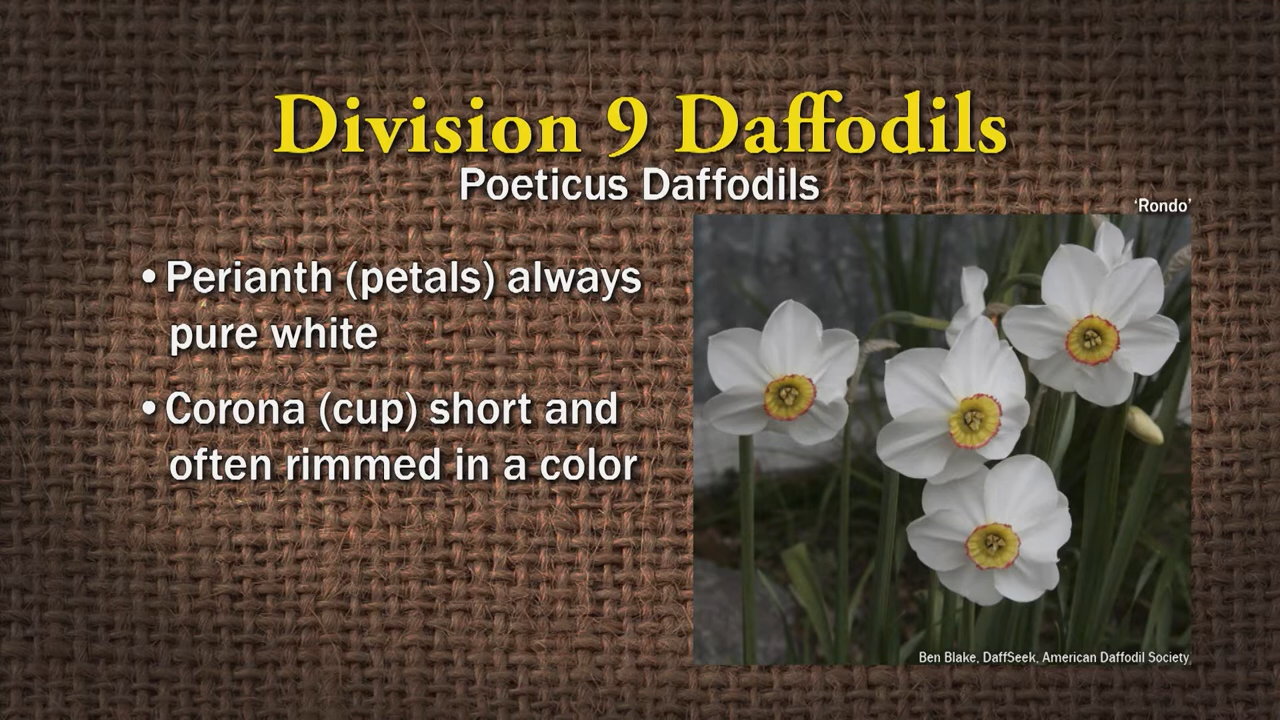 Division 9 Daffodils
Poeticus Daffodils
‘Rondo’
• Perianth (petals) always
pure white
• Corona (cup) short and
often rimmed in a color
Ben Blake, DaffSeek, American Daffodil Society